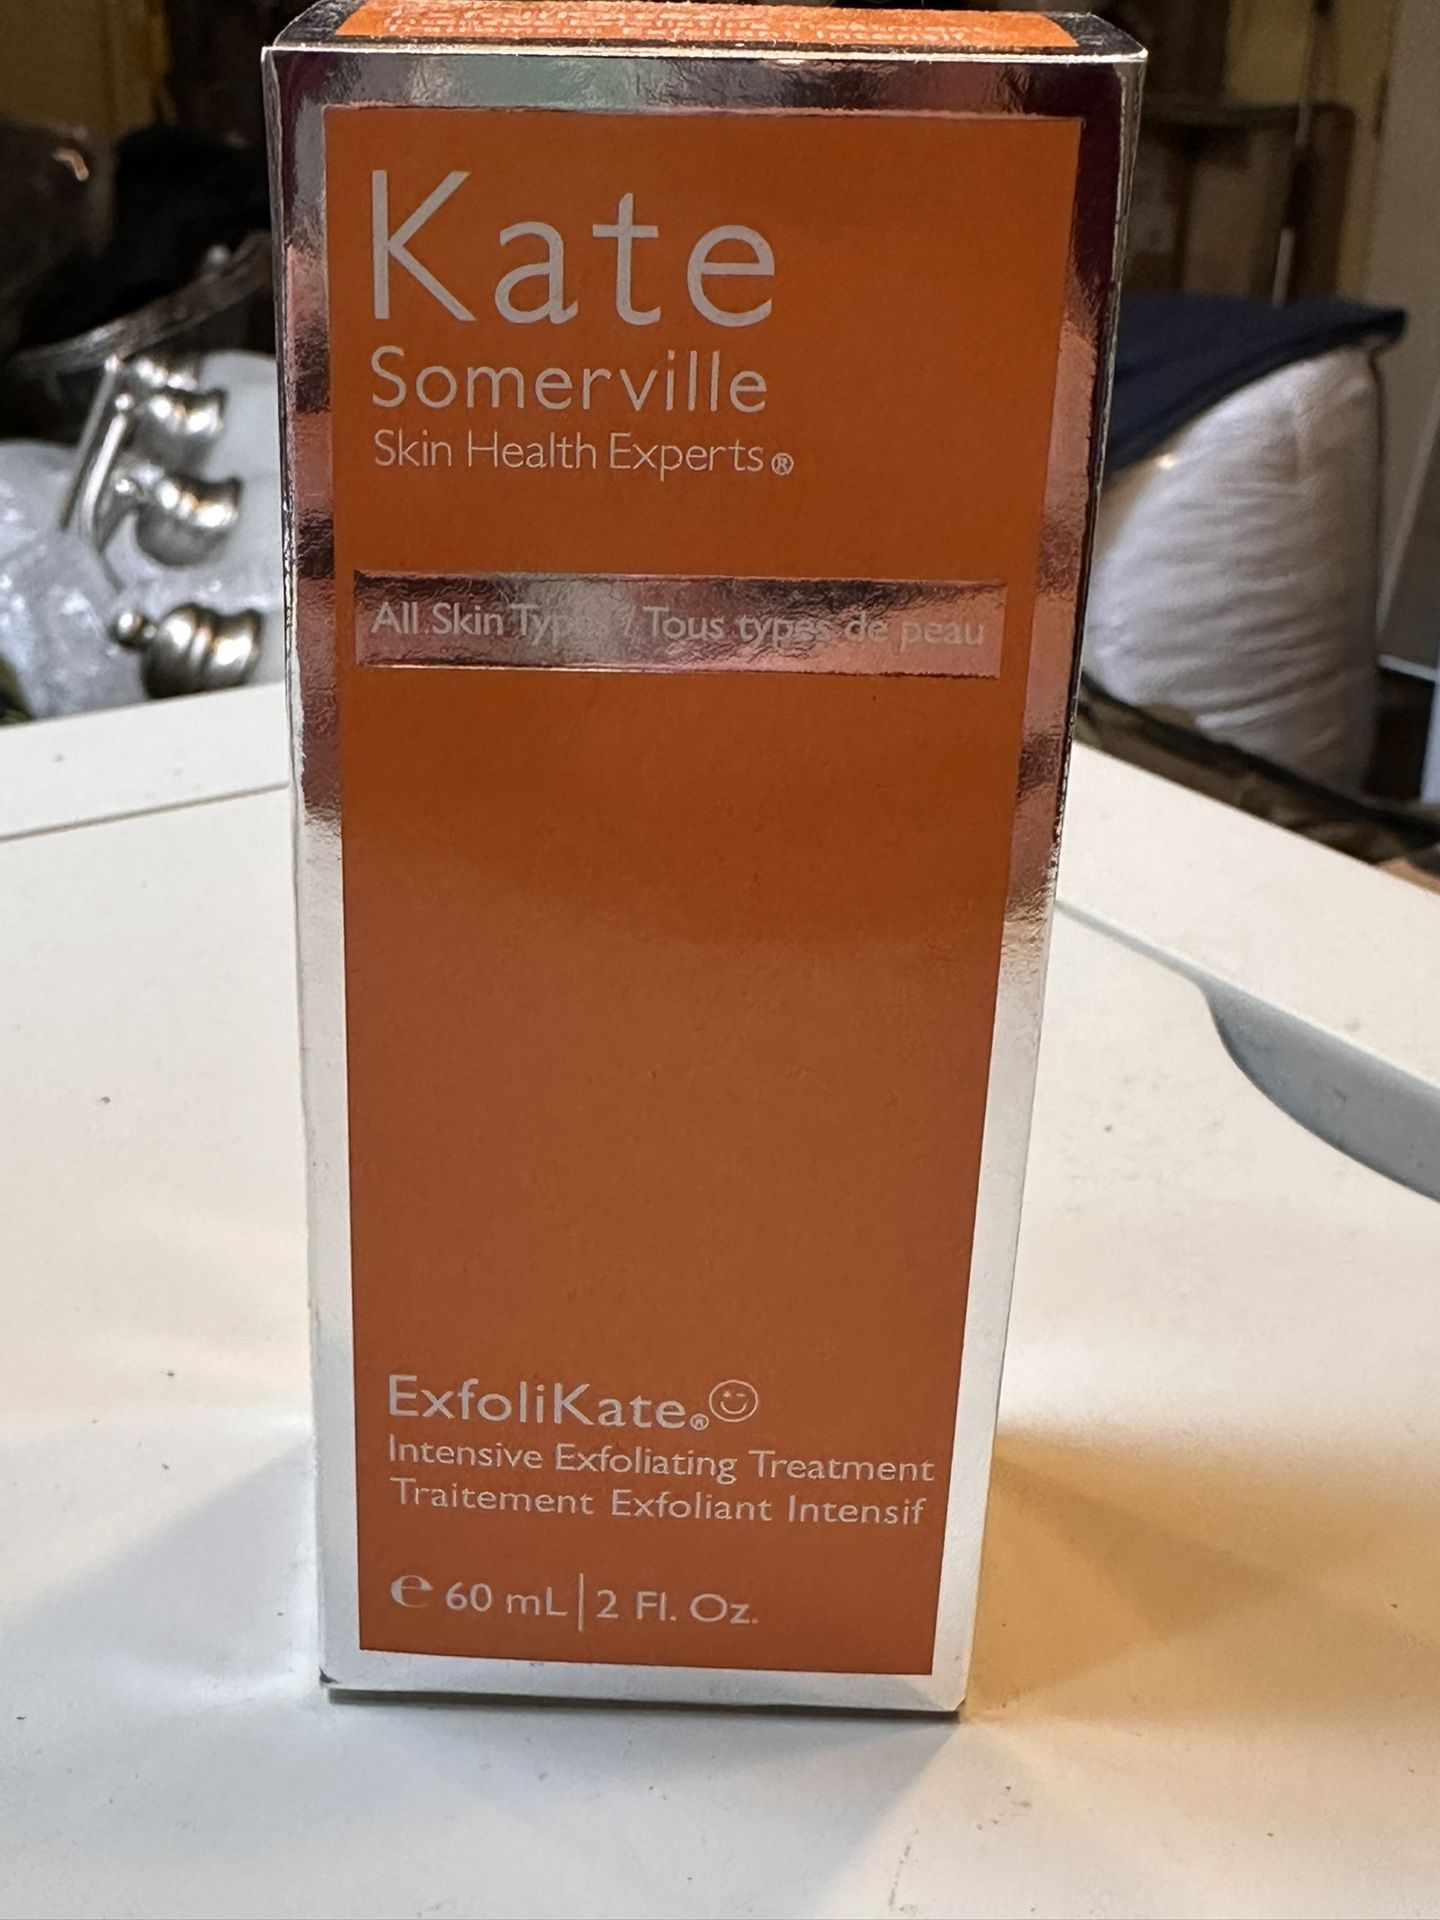 Kate
Somerville
Skin Health Experts®
All Skin Types / Tous types de peau
ExfoliKate®
Intensive Exfoliating Treatment
Traitement Exfoliant Intensif
℮ 60 mL | 2 Fl. Oz.